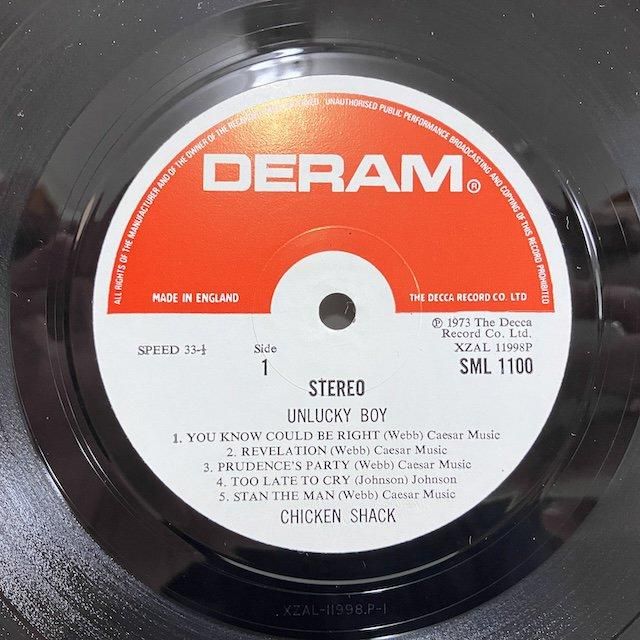 ALL RIGHTS OF THE MANUFACTURER AND OF THE OWNER OF THE RECORDED UNAUTHORISED PUBLIC PERFORMANCE BROADCASTING AND COPYING OF THIS RECORD PROHIBITED
DERAM®
MADE IN ENGLAND
THE DECCA RECORD CO. LTD
℗ 1973 The Decca
Record Co. Ltd.
SPEED 33-⅓
Side
XZAL 11998P
1
SML 1100
STEREO
UNLUCKY BOY
1. YOU KNOW COULD BE RIGHT (Webb) Caesar Music
2. REVELATION (Webb) Caesar Music
3. PRUDENCE'S PARTY (Webb) Caesar Music
4. TOO LATE TO CRY (Johnson) Johnson
5. STAN THE MAN (Webb) Caesar Music
CHICKEN SHACK
XZAL-11998.P-1